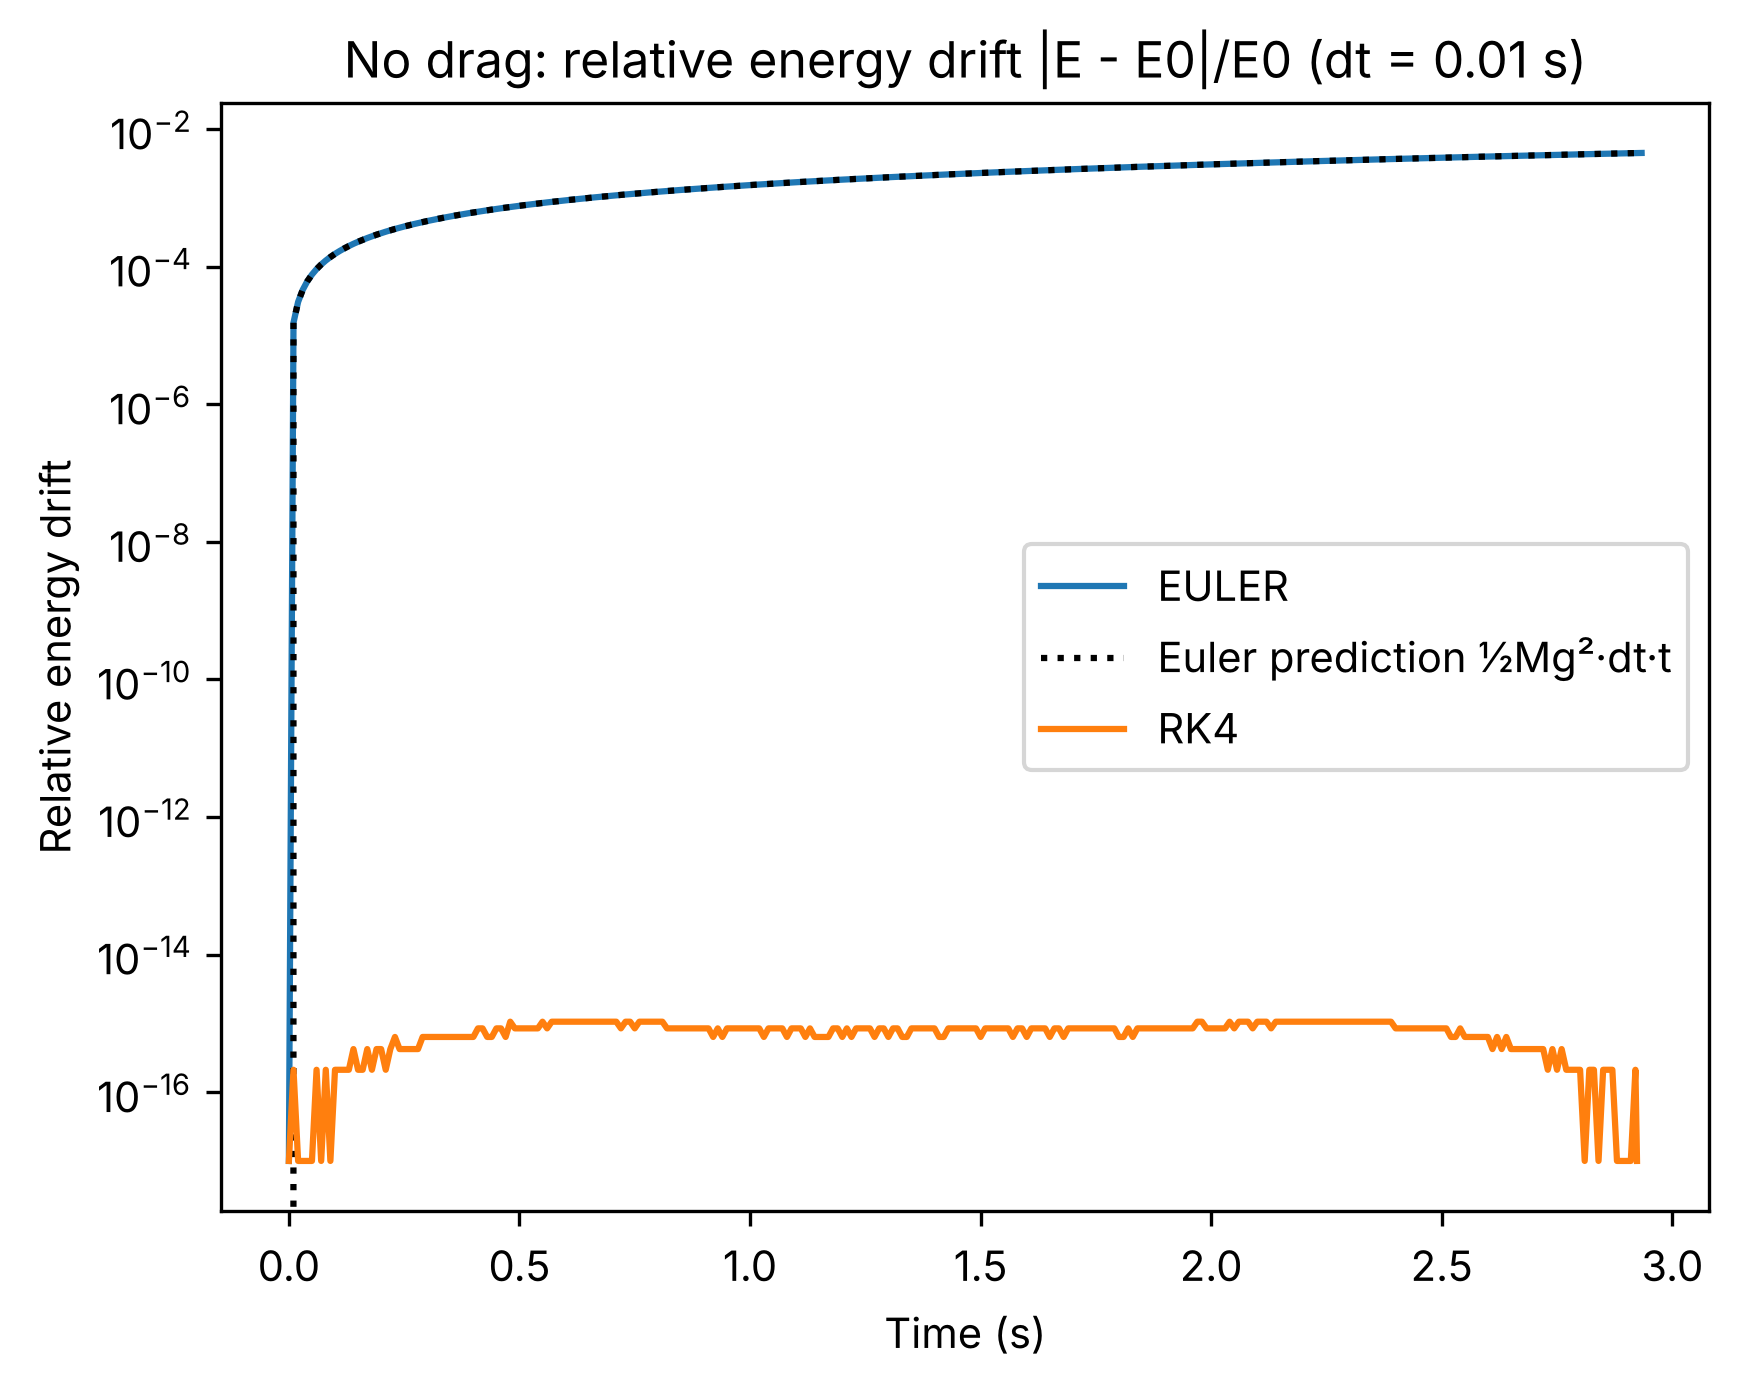 No drag: relative energy drift |E - E0|/E0 (dt = 0.01 s)
10⁻²
10⁻⁴
10⁻⁶
10⁻⁸
10⁻¹⁰
10⁻¹²
10⁻¹⁴
10⁻¹⁶
Relative energy drift
EULER
Euler prediction ½Mg²·dt·t
RK4
0.0 0.5 1.0 1.5 2.0 2.5 3.0
Time (s)